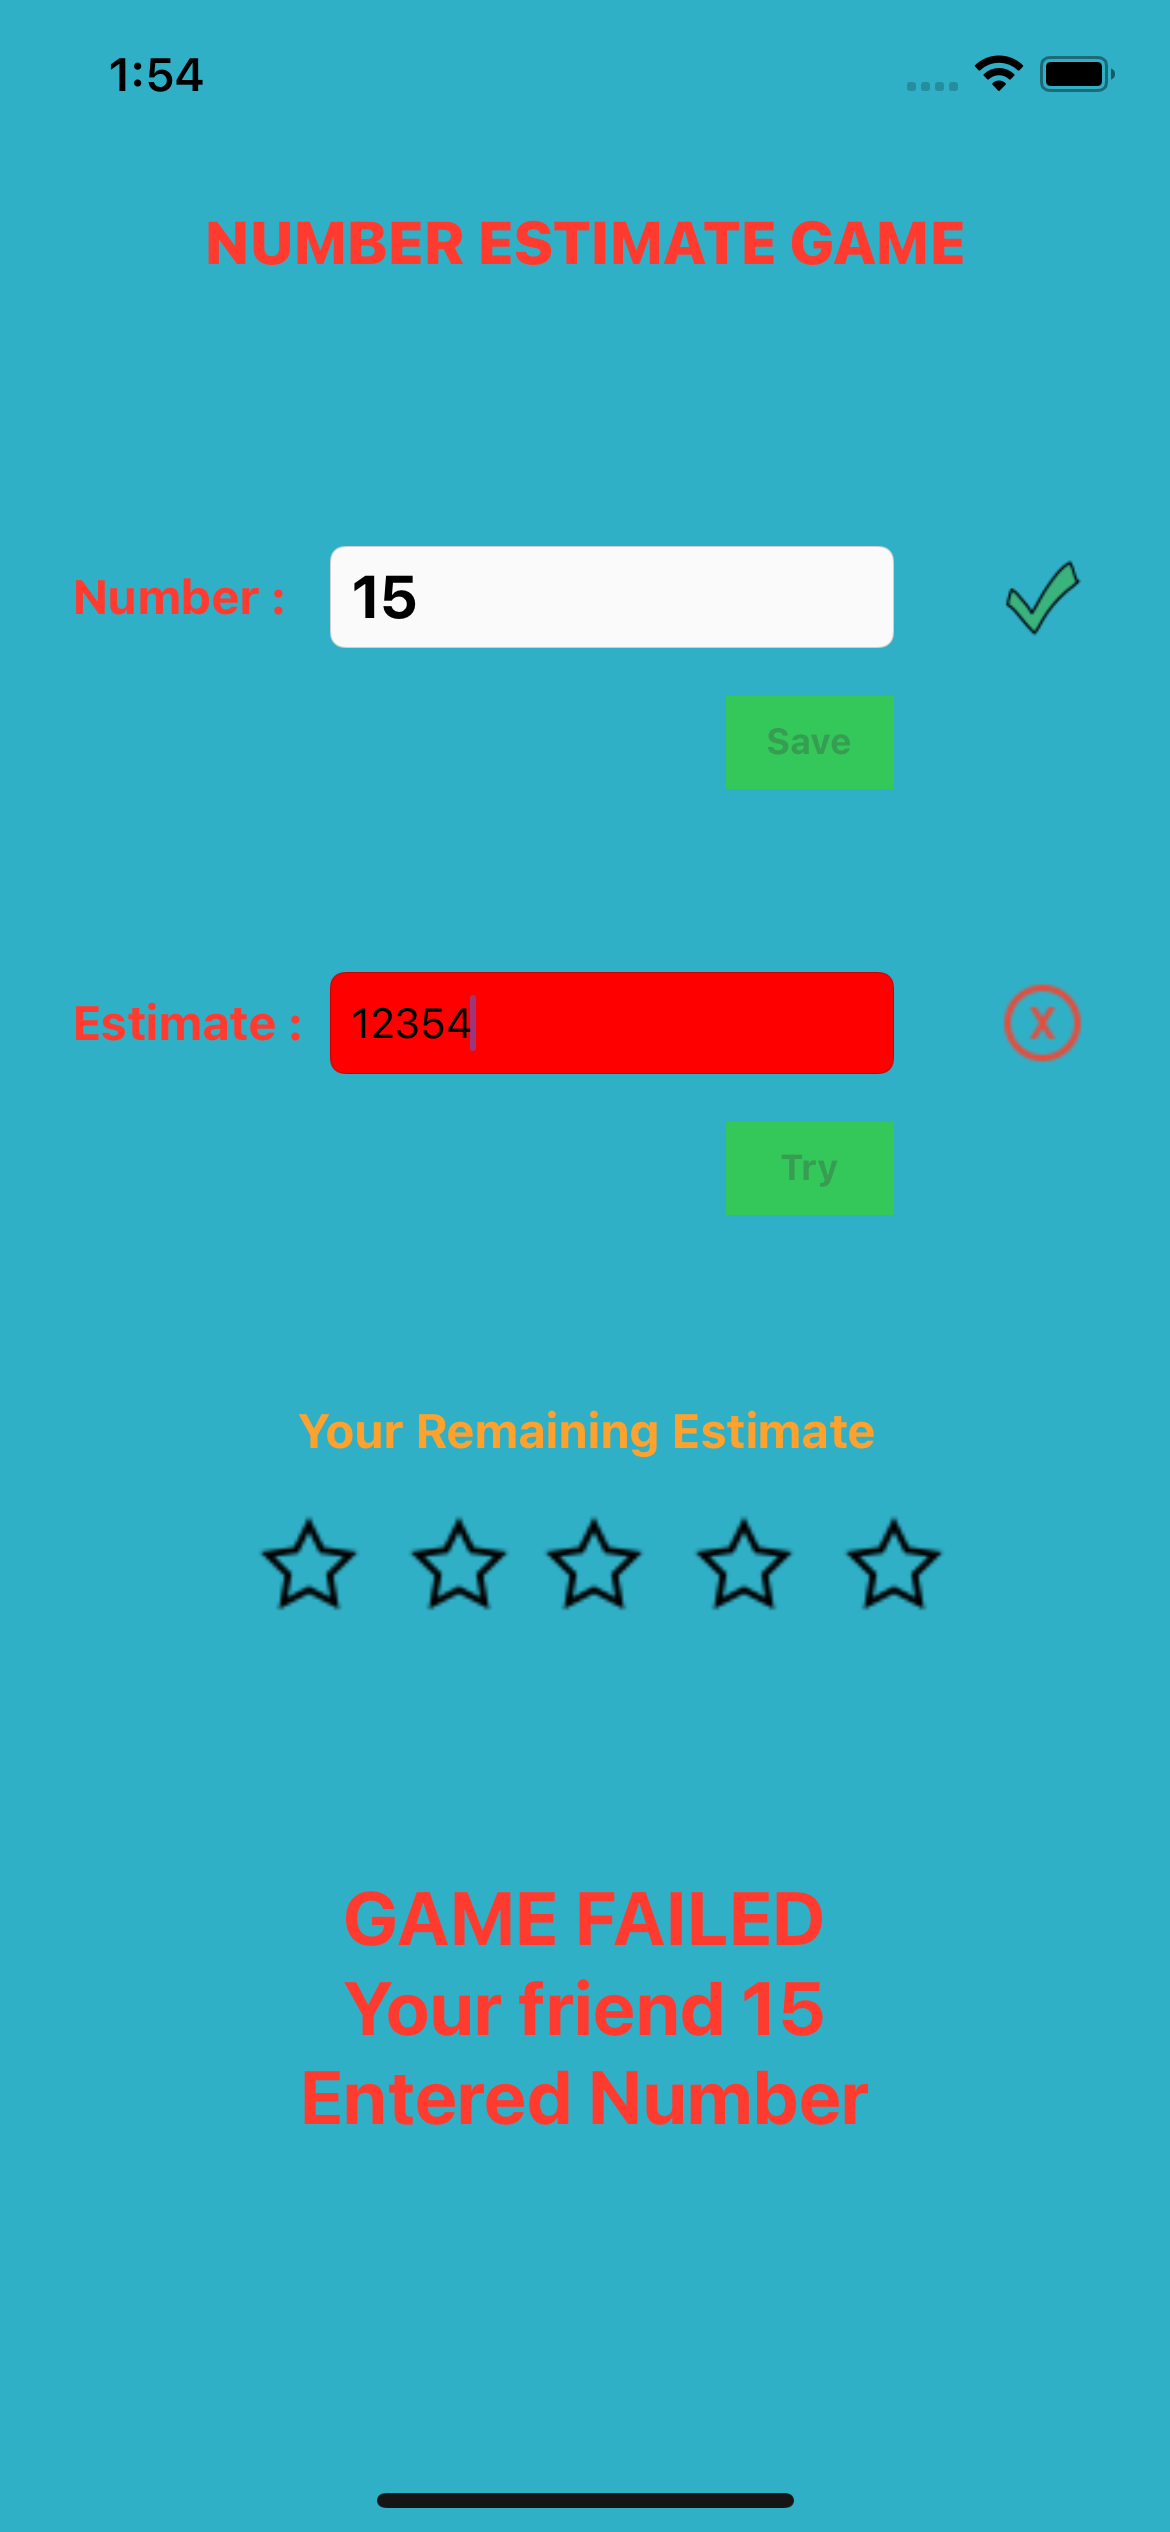 1:54
NUMBER ESTIMATE GAME
Number : 15
Save
Estimate : 12354 X
Try
Your Remaining Estimate
GAME FAILED
Your friend 15
Entered Number